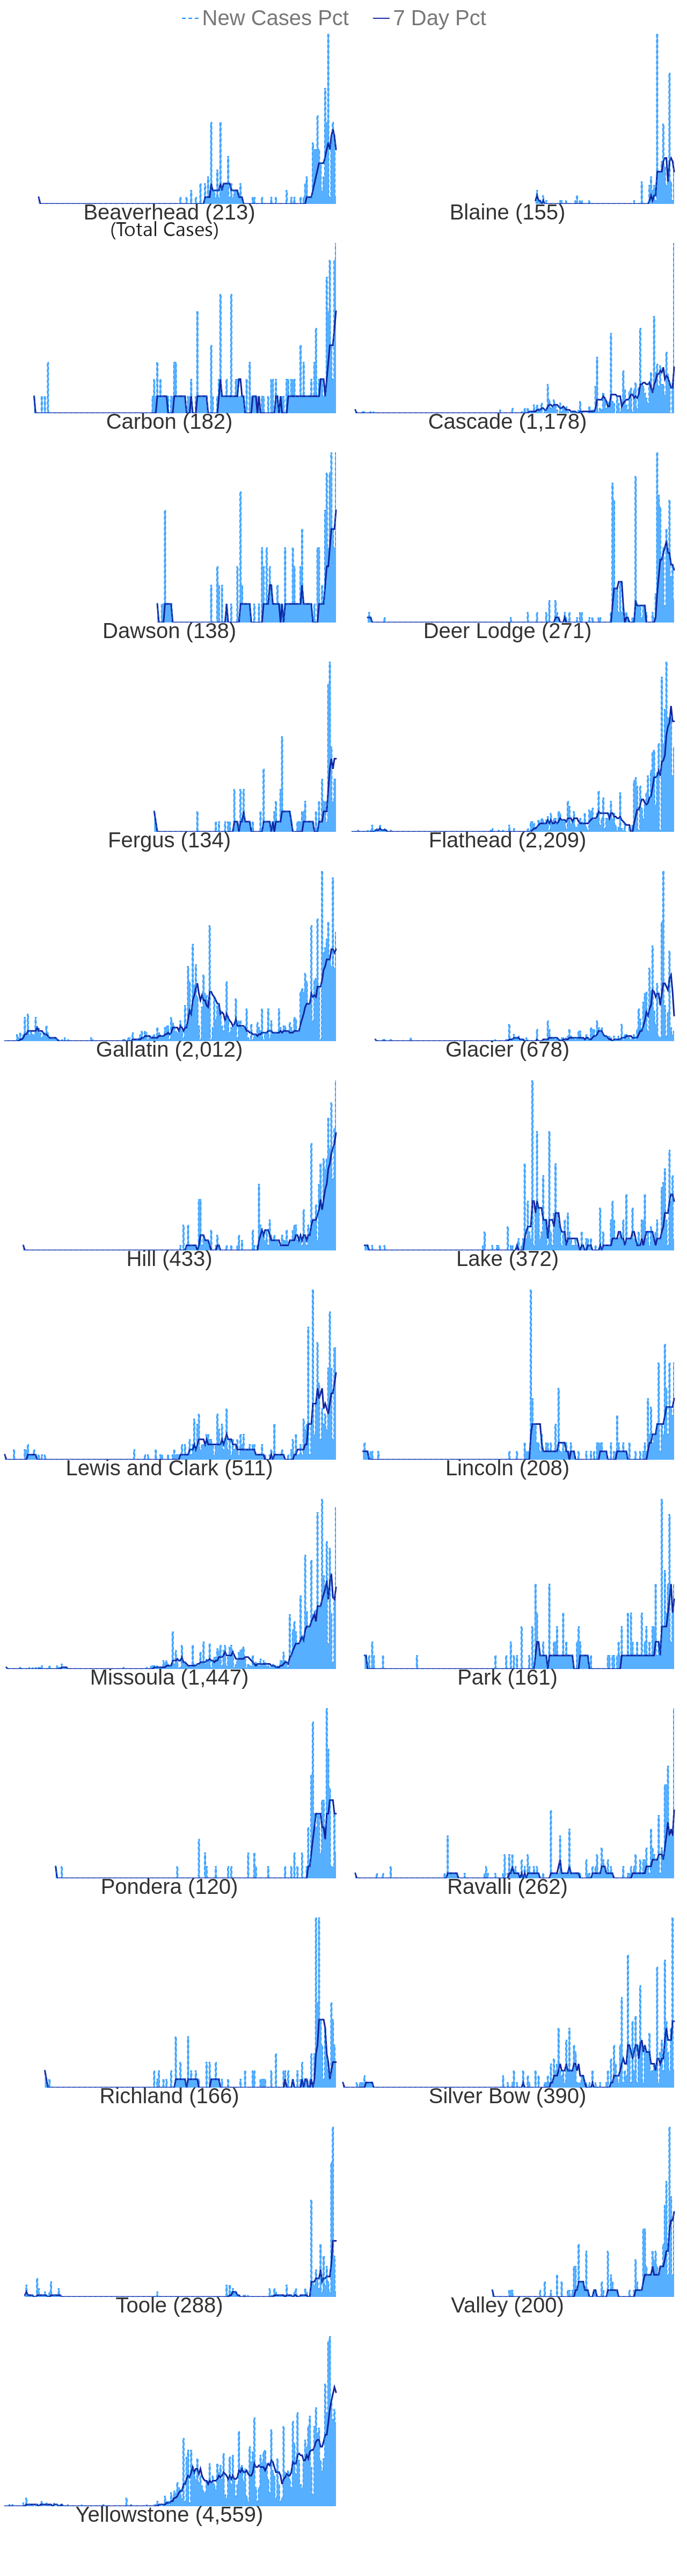 New Cases Pct 7 Day Pct
Beaverhead (213) Blaine (155)
(Total Cases)
Carbon (182) Cascade (1,178)
Dawson (138) Deer Lodge (271)
Fergus (134) Flathead (2,209)
Gallatin (2,012) Glacier (678)
Hill (433) Lake (372)
Lewis and Clark (511) Lincoln (208)
Missoula (1,447) Park (161)
Pondera (120) Ravalli (262)
Richland (166) Silver Bow (390)
Toole (288) Valley (200)
Yellowstone (4,559)